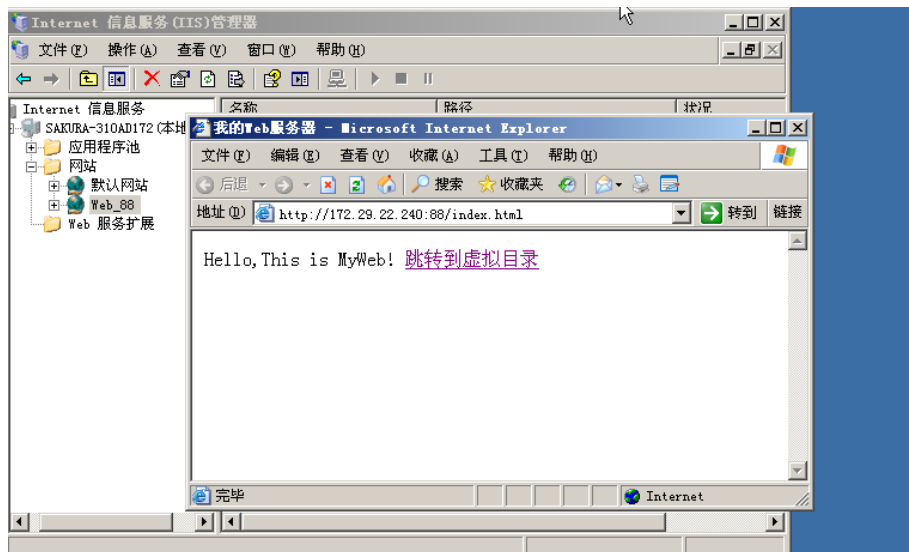 Internet 信息服务(IIS)管理器
文件(F) 操作(A) 查看(V) 窗口(W) 帮助(H)
Internet 信息服务
名称 路径 状况
SAKURA-310AD172(本地
应用程序池
网站
默认网站
Web_88
Web 服务扩展
我的Web服务器 - Microsoft Internet Explorer
文件(F) 编辑(E) 查看(V) 收藏(A) 工具(T) 帮助(H)
后退 搜索 收藏夹
地址(D) http://172.29.22.240:88/index.html 转到 链接
Hello,This is MyWeb! 跳转到虚拟目录
完毕 Internet